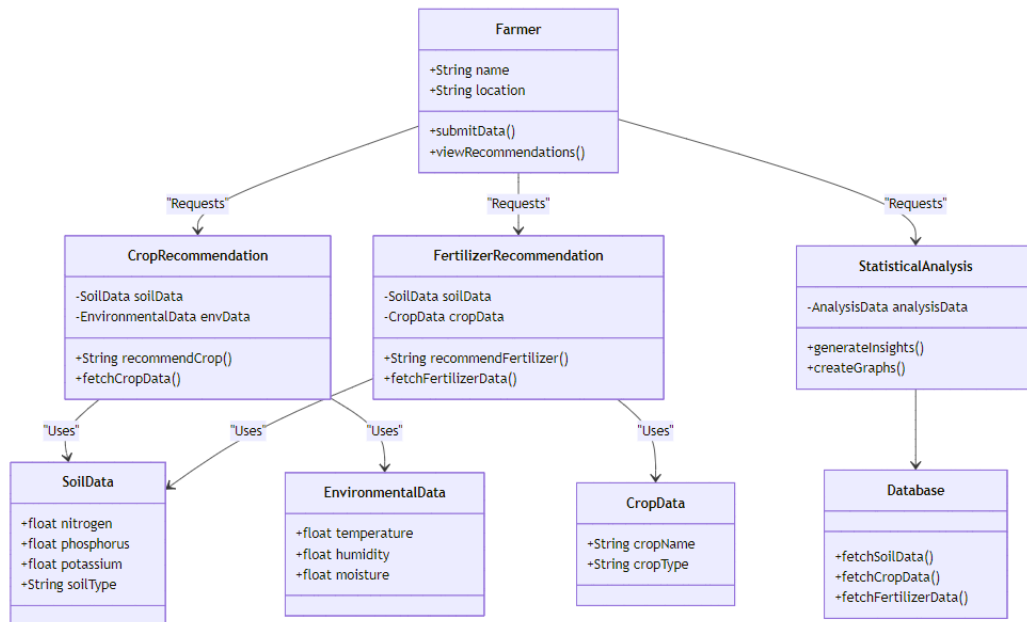 Farmer
+String name
+String location
+submitData()
+viewRecommendations()
"Requests"
"Requests"
"Requests"
CropRecommendation
-SoilData soilData
-EnvironmentalData envData
+String recommendCrop()
+fetchCropData()
FertilizerRecommendation
-SoilData soilData
-CropData cropData
+String recommendFertilizer()
+fetchFertilizerData()
StatisticalAnalysis
-AnalysisData analysisData
+generateInsights()
+createGraphs()
"Uses"
"Uses"
"Uses"
"Uses"
SoilData
+float nitrogen
+float phosphorus
+float potassium
+String soilType
EnvironmentalData
+float temperature
+float humidity
+float moisture
CropData
+String cropName
+String cropType
Database
+fetchSoilData()
+fetchCropData()
+fetchFertilizerData()